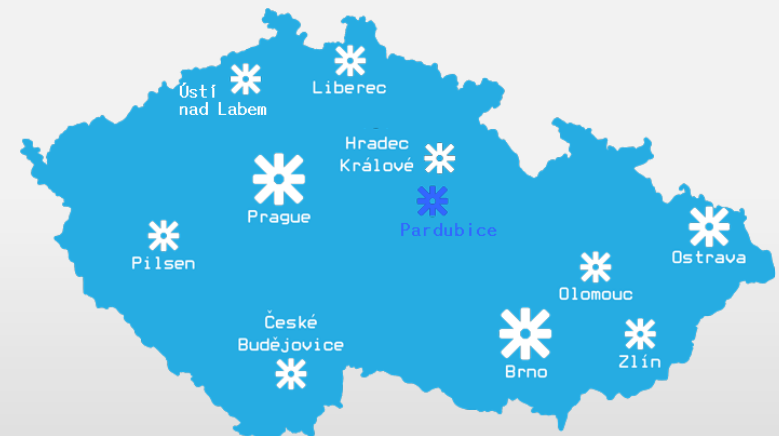 Liberec
Ústí
nad Labem
Hradec
Králové
Prague
Pardubice
Pilsen
Ostrava
Olomouc
České
Budějovice
Zlín
Brno